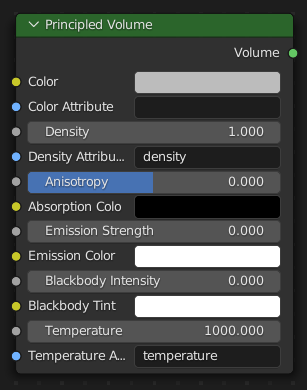 Principled Volume
Volume
Color
Color Attribute
Density 1.000
Density Attribu... density
Anisotropy 0.000
Absorption Colo
Emission Strength 0.000
Emission Color
Blackbody Intensity 0.000
Blackbody Tint
Temperature 1000.000
Temperature A... temperature